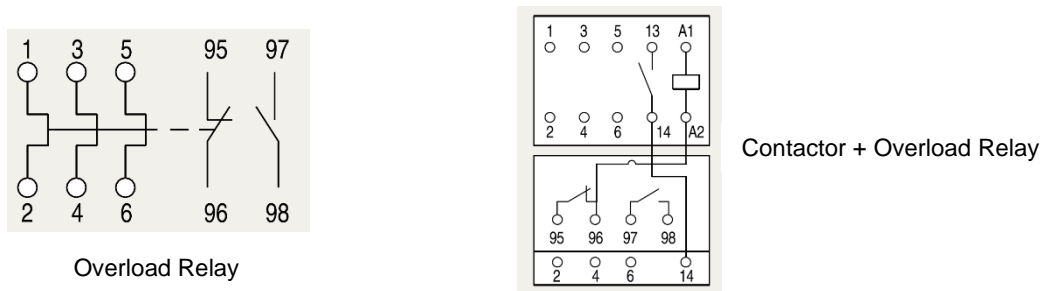 1 3 5 95 97
2 4 6 96 98
Overload Relay
1 3 5 13 A1
2 4 6 14 A2
95 96 97 98
2 4 6 14
Contactor + Overload Relay